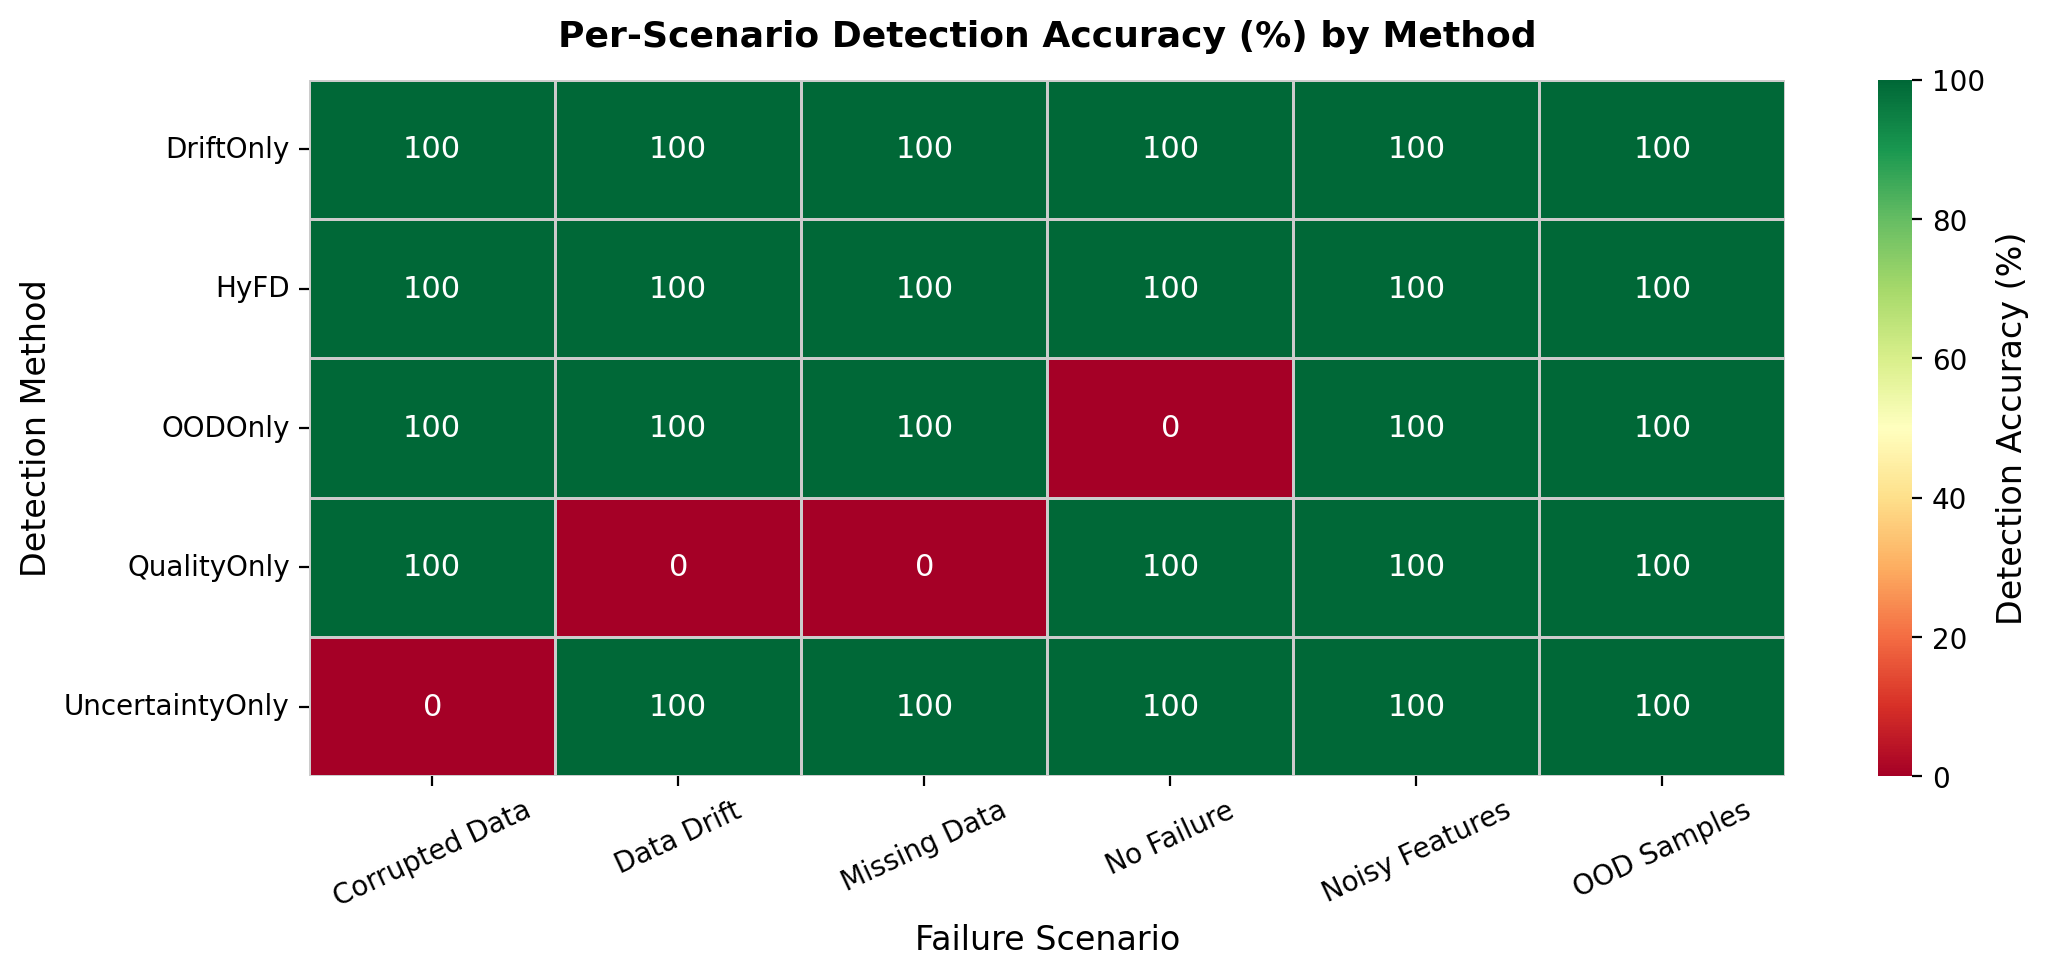 Per-Scenario Detection Accuracy (%) by Method
Detection Method
DriftOnly 100 100 100 100 100 100
HyFD 100 100 100 100 100 100
OODOnly 100 100 100 0 100 100
QualityOnly 100 0 0 100 100 100
UncertaintyOnly 0 100 100 100 100 100
Corrupted Data Data Drift Missing Data No Failure Noisy Features OOD Samples
Failure Scenario
100
80
60
40
20
0
Detection Accuracy (%)